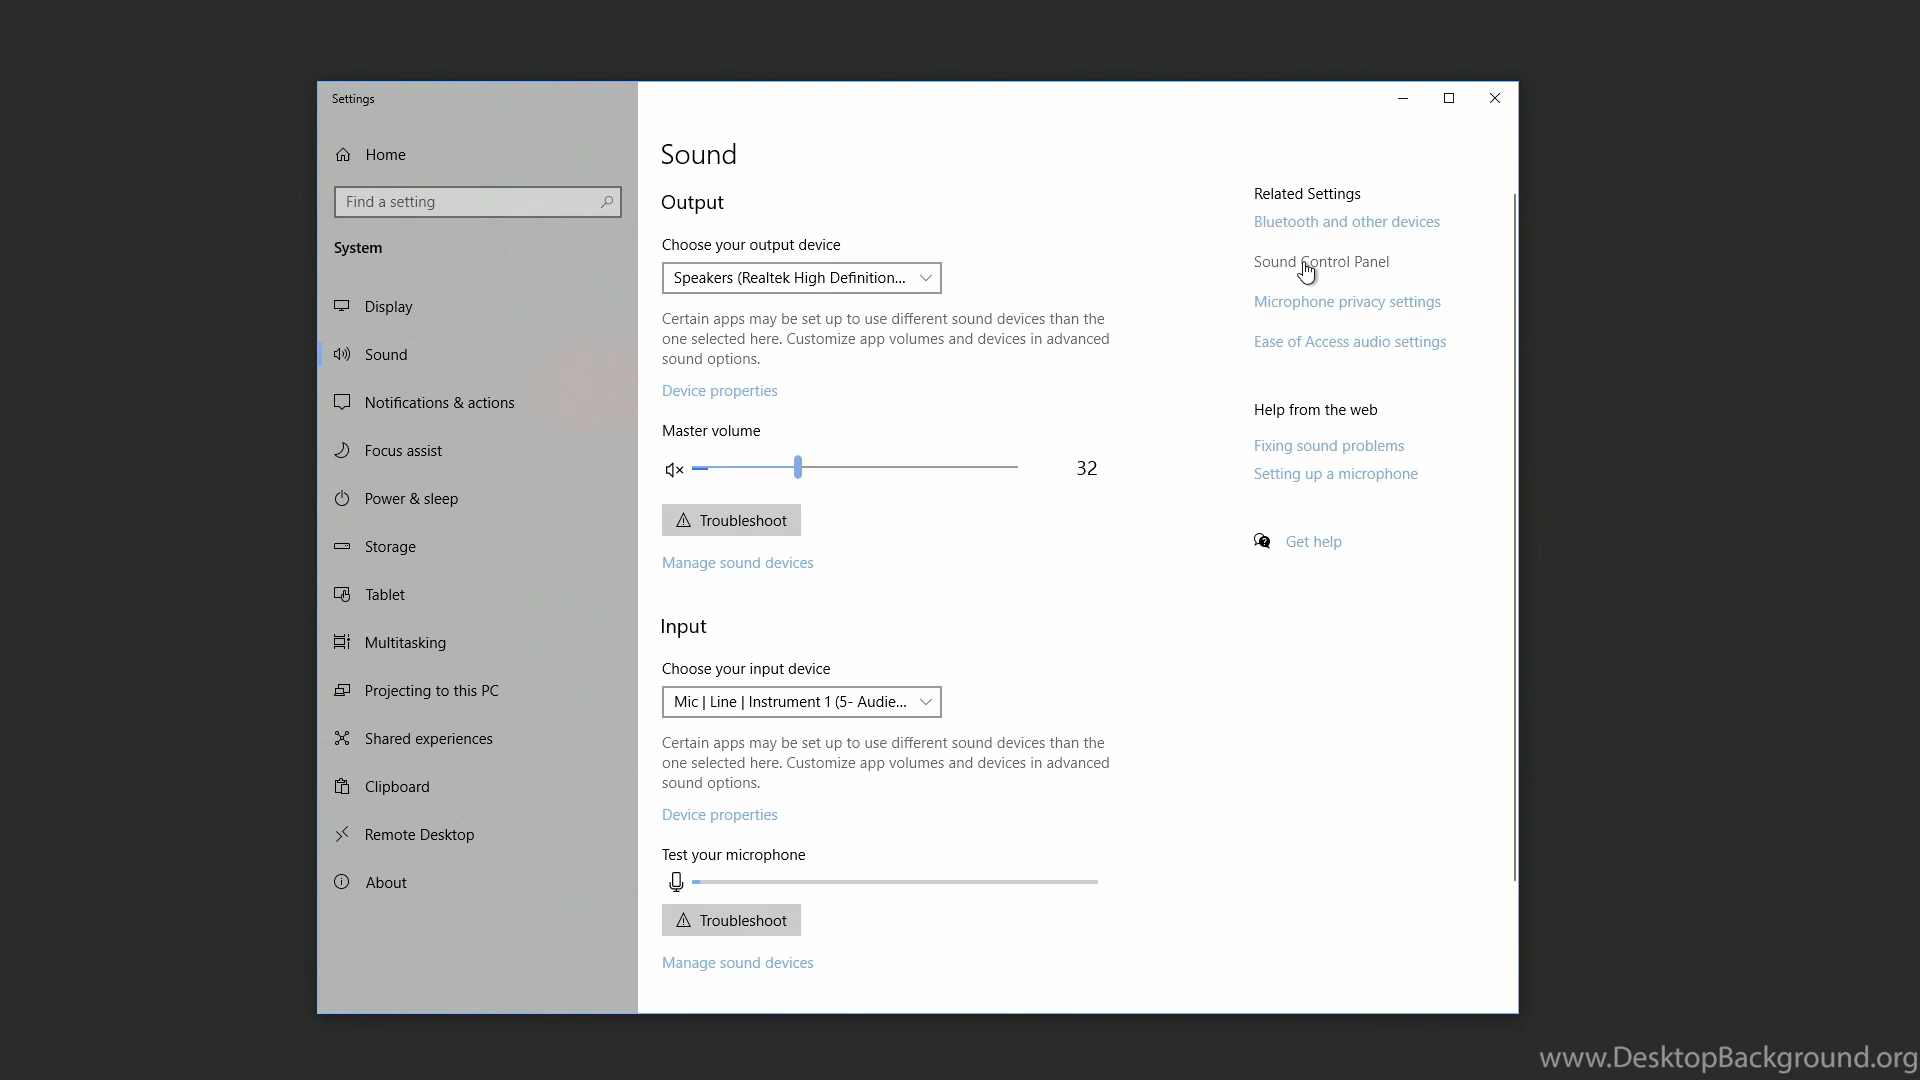 Settings
Home
Find a setting
System
Display
Sound
Notifications & actions
Focus assist
Power & sleep
Storage
Tablet
Multitasking
Projecting to this PC
Shared experiences
Clipboard
Remote Desktop
About
Sound
Output
Choose your output device
Speakers (Realtek High Definition...
Certain apps may be set up to use different sound devices than the
one selected here. Customize app volumes and devices in advanced
sound options.
Device properties
Master volume
32
Troubleshoot
Manage sound devices
Input
Choose your input device
Mic | Line | Instrument 1 (5- Audie...
Certain apps may be set up to use different sound devices than the
one selected here. Customize app volumes and devices in advanced
sound options.
Device properties
Test your microphone
Troubleshoot
Manage sound devices
Related Settings
Bluetooth and other devices
Sound Control Panel
Microphone privacy settings
Ease of Access audio settings
Help from the web
Fixing sound problems
Setting up a microphone
Get help
www.DesktopBackground.org